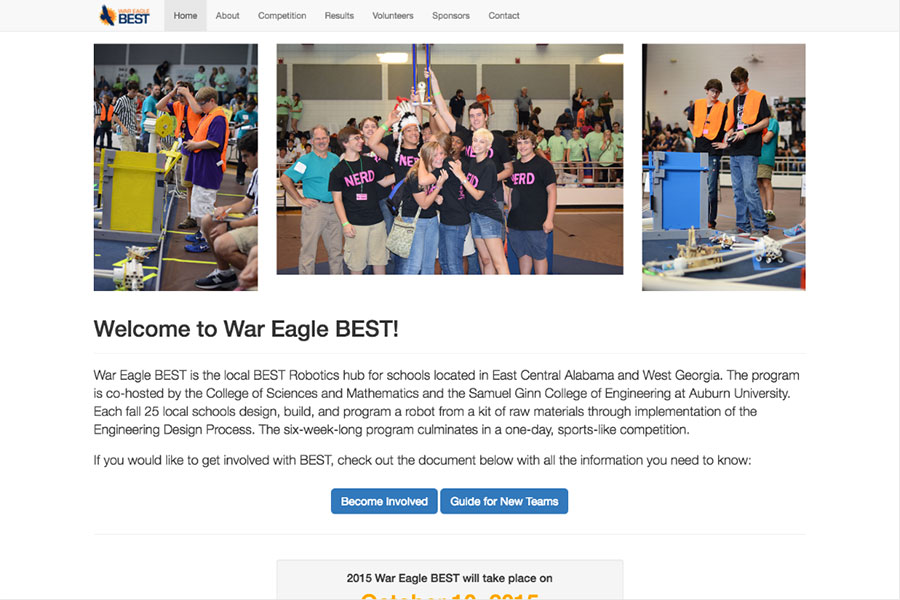 WAR EAGLE
BEST
Home About Competition Results Volunteers Sponsors Contact
NERD
NERD
NERD
Welcome to War Eagle BEST!
War Eagle BEST is the local BEST Robotics hub for schools located in East Central Alabama and West Georgia. The program
is co-hosted by the College of Sciences and Mathematics and the Samuel Ginn College of Engineering at Auburn University.
Each fall 25 local schools design, build, and program a robot from a kit of raw materials through implementation of the
Engineering Design Process. The six-week-long program culminates in a one-day, sports-like competition.
If you would like to get involved with BEST, check out the document below with all the information you need to know:
Become Involved Guide for New Teams
2015 War Eagle BEST will take place on
October 10, 2015